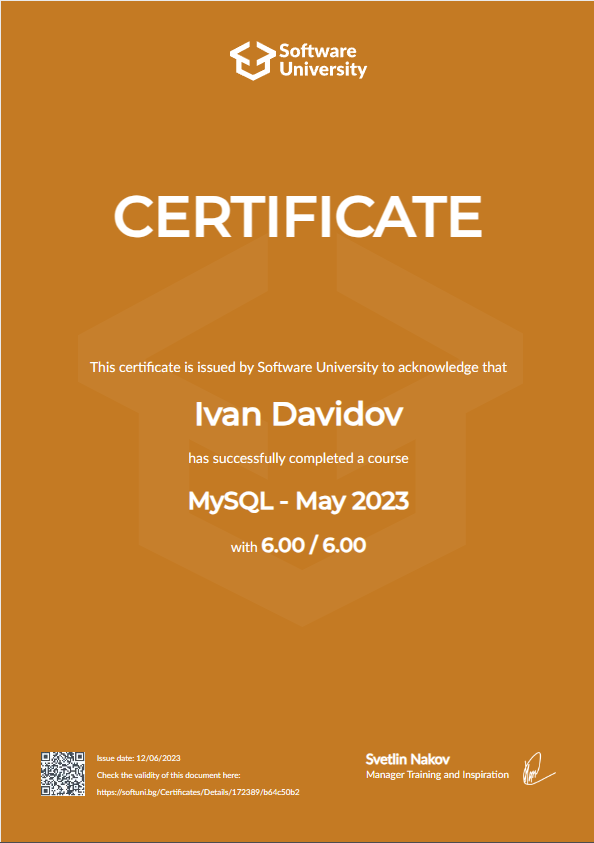 Software
University
CERTIFICATE
This certificate is issued by Software University to acknowledge that
Ivan Davidov
has successfully completed a course
MySQL - May 2023
with 6.00 / 6.00
Issue date: 12/06/2023
Check the validity of this document here:
https://softuni.bg/Certificates/Details/172389/b64c50b2
Svetlin Nakov
Manager Training and Inspiration